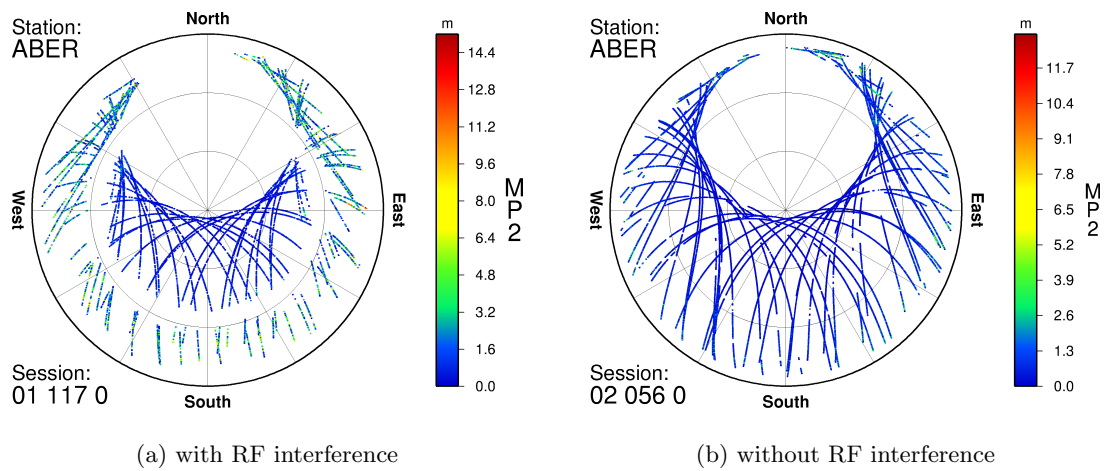 Station:
ABER
North
West
East
South
Session:
01 117 0
m
14.4
12.8
11.2
9.6
8.0
6.4
4.8
3.2
1.6
0.0
M
P
2
(a) with RF interference
Station:
ABER
North
West
East
South
Session:
02 056 0
m
11.7
10.4
9.1
7.8
6.5
5.2
3.9
2.6
1.3
0.0
M
P
2
(b) without RF interference